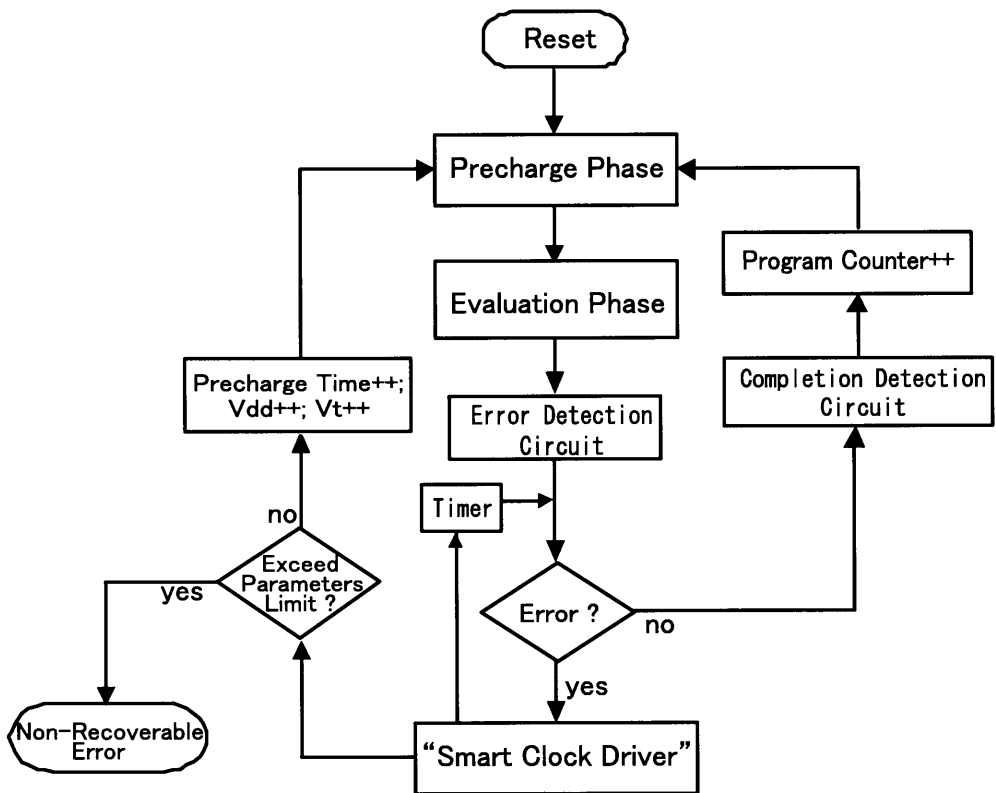 Reset
Precharge Phase
Program Counter++
Evaluation Phase
Precharge Time++;
Vdd++; Vt++
Completion Detection
Circuit
Error Detection
Circuit
Timer
no
Exceed
Parameters
Limit ?
yes
Error ?
no
yes
Non-Recoverable
Error
“Smart Clock Driver”